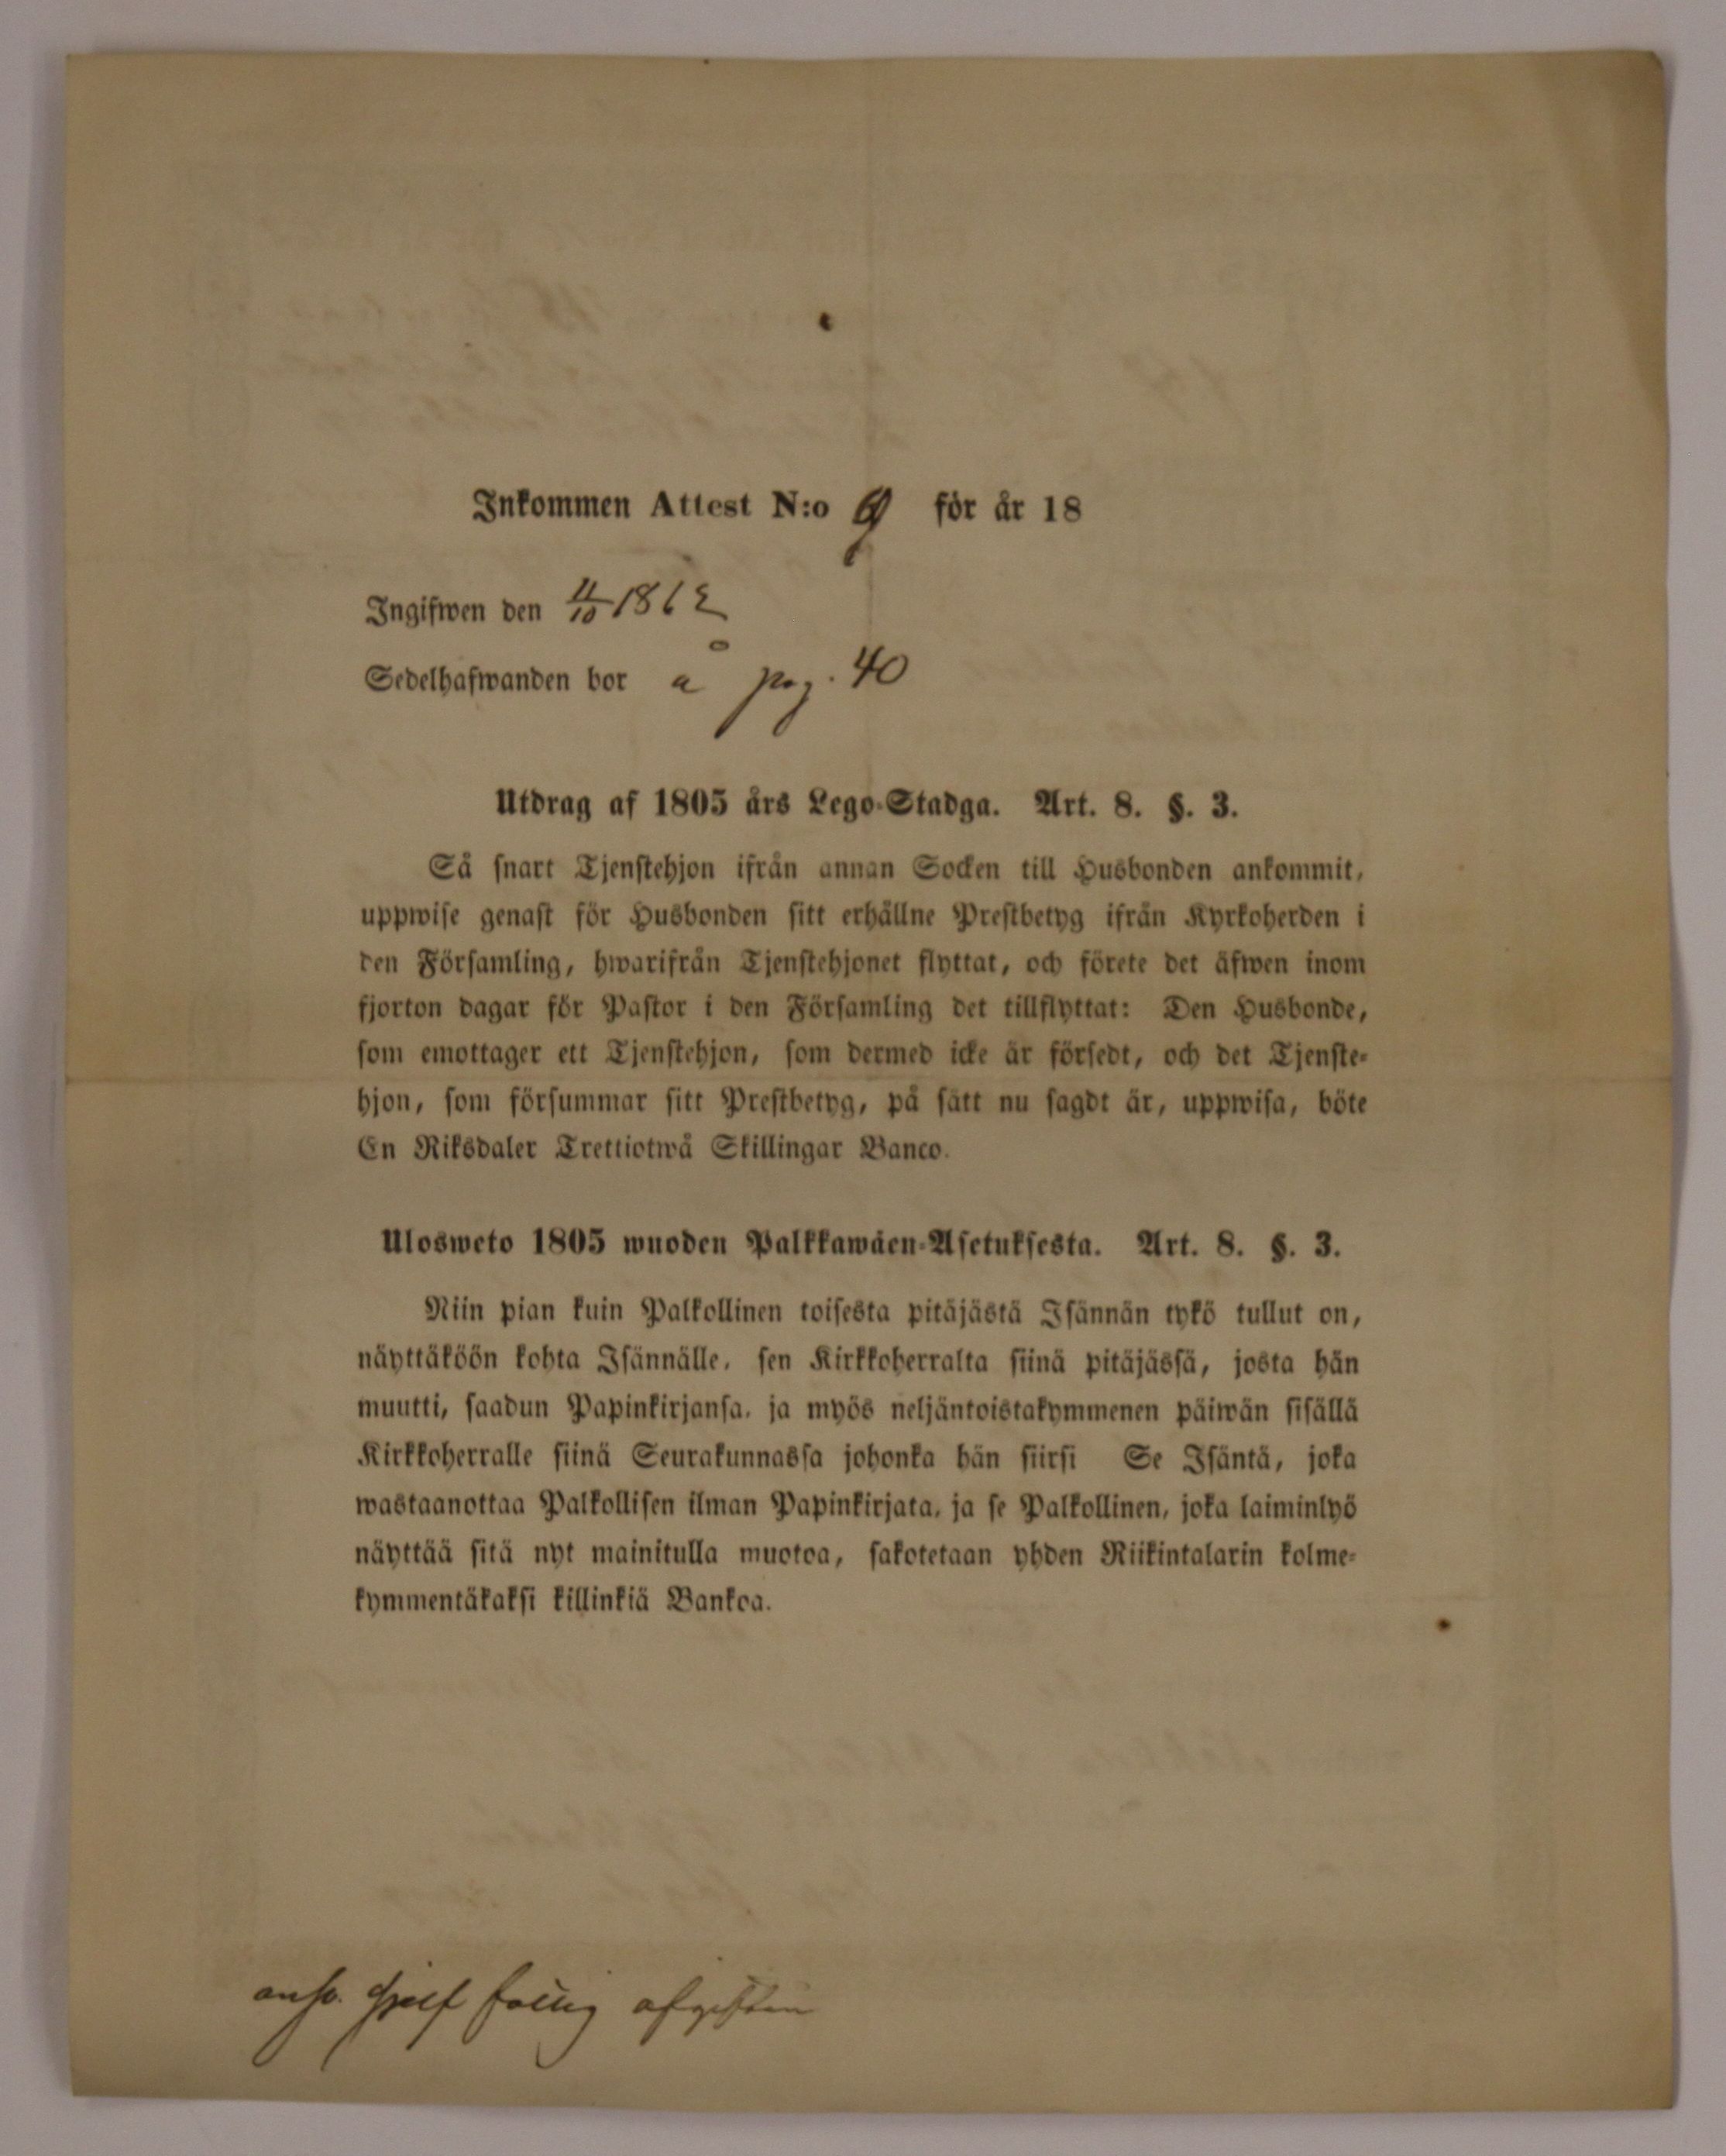 Inkommen Attest N:o 9 för år 18
Ingifwen den 11/10 1862
Sedelhafwanden bor å pag. 40
Utdrag af 1805 års Lego-Stadga. Art. 8. §. 3.
Så snart Tjenstehjon ifrån annan Socken till Husbonden ankommit,
uppwise genast för Husbonden sitt erhållne Prestbetyg ifrån Kyrkoherden i
den Församling, hwarifrån Tjenstehjonet flyttat, och förete det äfwen inom
fjorton dagar för Pastor i den Församling det tillflyttat: Den Husbonde,
som emottager ett Tjenstehjon, som dermed icke är försedt, och det Tjenste-
hjon, som försummar sitt Prestbetyg, på sätt nu sagdt är, uppwisa, böte
En Riksdaler Trettiotwå Skillingar Banco.
Ulosweto 1805 wuoden Palkkawäen-Asetuksesta. Art. 8. §. 3.
Niin pian kuin Palkollinen toisesta pitäjästä Isännän tykö tullut on,
näyttäköön kohta Isännälle, sen Kirkkoherralta siinä pitäjässä, josta hän
muutti, saadun Papinkirjansa, ja myös neljäntoistakymmenen päiwän sisällä
Kirkkoherralle siinä Seurakunnassa johonka hän siirsi Se Isäntä, joka
wastaanottaa Palkollisen ilman Papinkirjata, ja se Palkollinen, joka laiminlyö
näyttää sitä nyt mainitulla muotoa, sakotetaan yhden Riikintalarin kolme-
kymmentäkaksi killinkiä Bankoa.
sjelf afgiften